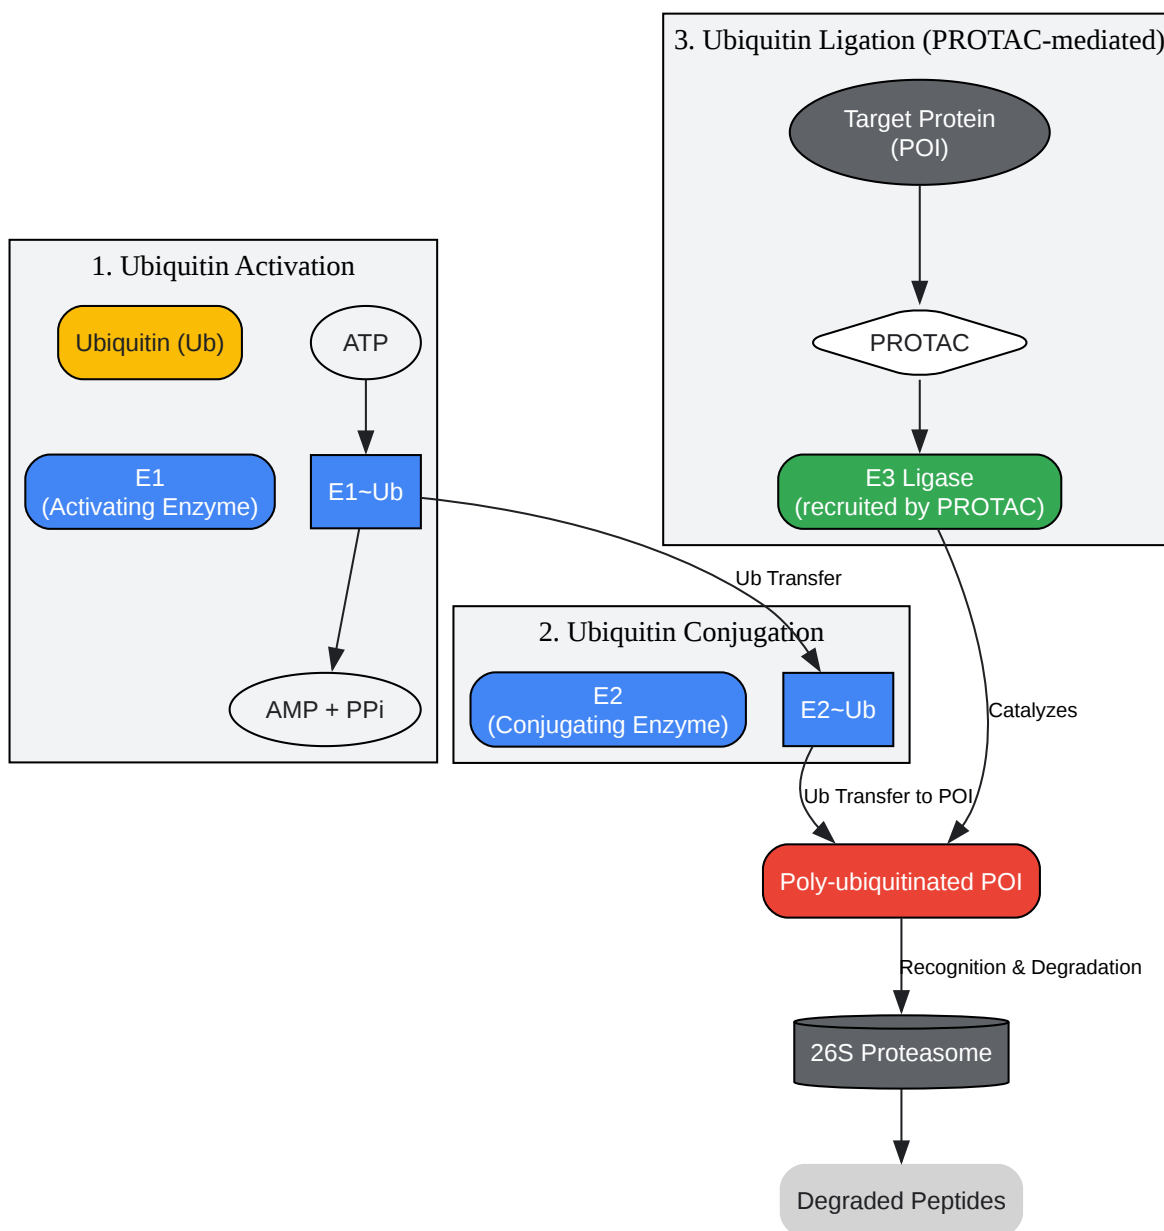 3. Ubiquitin Ligation (PROTAC-mediated)
Target Protein
(POI)
PROTAC
E3 Ligase
(recruited by PROTAC)
1. Ubiquitin Activation
Ubiquitin (Ub)
ATP
E1
(Activating Enzyme)
E1~Ub
AMP + PPi
Ub Transfer
2. Ubiquitin Conjugation
E2
(Conjugating Enzyme)
E2~Ub
Catalyzes
Ub Transfer to POI
Poly-ubiquitinated POI
Recognition & Degradation
26S Proteasome
Degraded Peptides